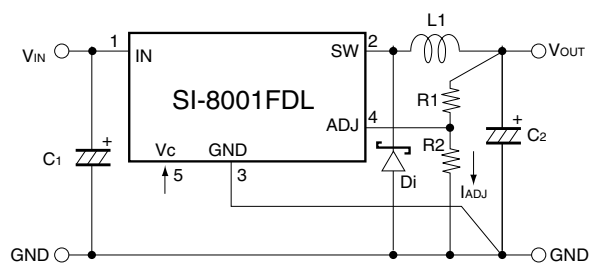 L1
VIN
1
IN
SW
2
VOUT
SI-8001FDL
R1
+
C1
ADJ
4
+
C2
Vc
GND
R2
5
3
Di
IADJ
GND
GND